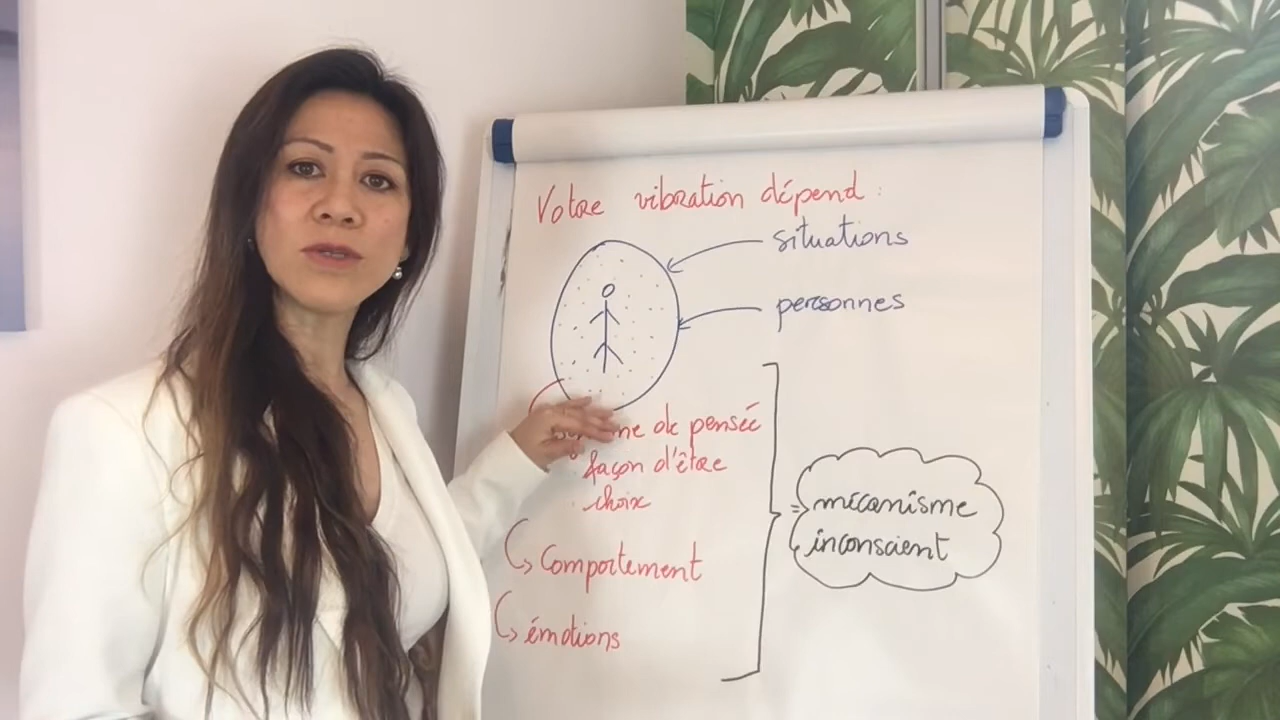 Votre vibration dépend :
situations
personnes
de pensée
façon d'être
choix
Comportement
émotions
= mécanisme
inconscient